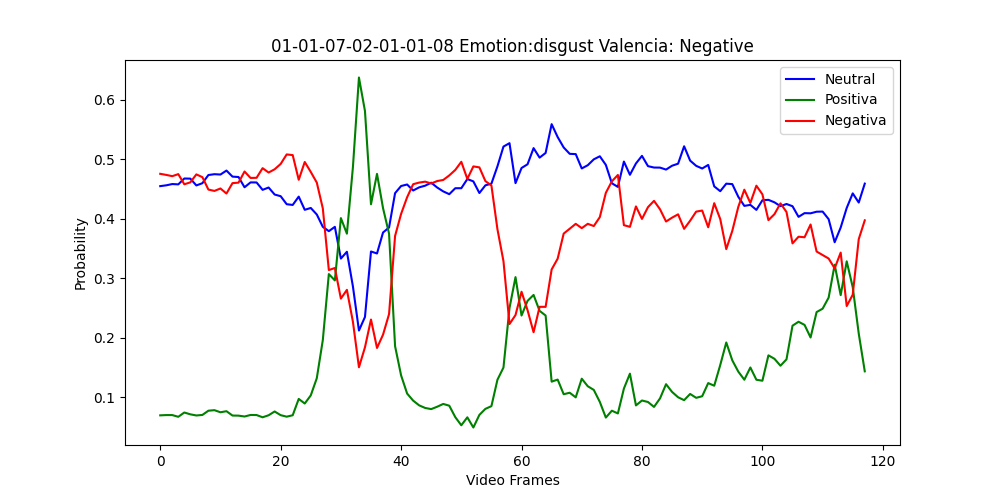 01-01-07-02-01-01-08 Emotion:disgust Valencia: Negative
Neutral
Positiva
Negativa
Probability
0.6
0.5
0.4
0.3
0.2
0.1
0 20 40 60 80 100 120
Video Frames